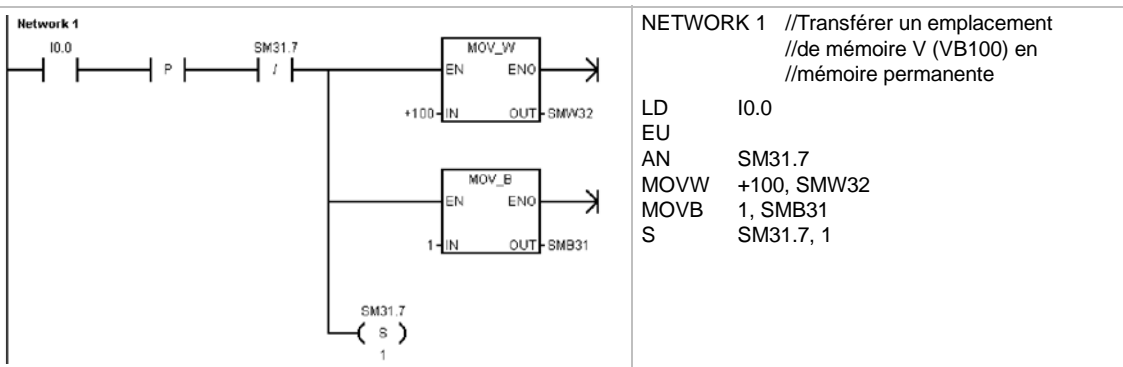 Network 1
I0.0
P
SM31.7
/
MOV_W
EN ENO
+100 IN OUT SMW32
MOV_B
EN ENO
1 IN OUT SMB31
SM31.7
S
1
NETWORK 1 //Transférer un emplacement
//de mémoire V (VB100) en
//mémoire permanente
LD I0.0
EU
AN SM31.7
MOVW +100, SMW32
MOVB 1, SMB31
S SM31.7, 1